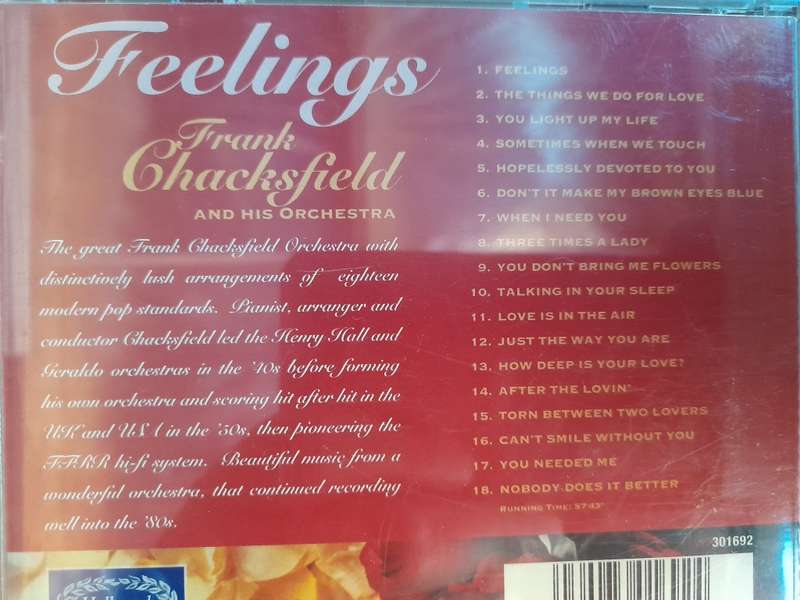 Feelings
Frank
Chacksfield
AND HIS ORCHESTRA
The great Frank Chacksfield Orchestra with
distinctively lush arrangements of eighteen
modern pop standards. Pianist, arranger and
conductor Chacksfield led the Henry Hall and
Geraldo orchestras in the '40s before forming
his own orchestra and scoring hit after hit in the
UK and USA in the '50s, then pioneering the
FARR hi-fi system. Beautiful music from a
wonderful orchestra, that continued recording
well into the '80s.
1. FEELINGS
2. THE THINGS WE DO FOR LOVE
3. YOU LIGHT UP MY LIFE
4. SOMETIMES WHEN WE TOUCH
5. HOPELESSLY DEVOTED TO YOU
6. DON'T IT MAKE MY BROWN EYES BLUE
7. WHEN I NEED YOU
8. THREE TIMES A LADY
9. YOU DON'T BRING ME FLOWERS
10. TALKING IN YOUR SLEEP
11. LOVE IS IN THE AIR
12. JUST THE WAY YOU ARE
13. HOW DEEP IS YOUR LOVE?
14. AFTER THE LOVIN'
15. TORN BETWEEN TWO LOVERS
16. CAN'T SMILE WITHOUT YOU
17. YOU NEEDED ME
18. NOBODY DOES IT BETTER
RUNNING TIME: 57'43"
301692